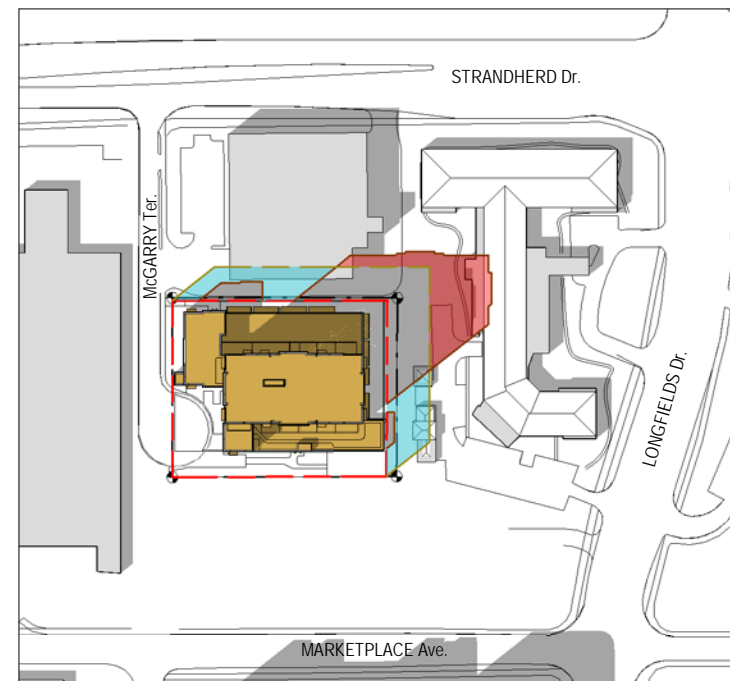 STRANDHERD Dr.
McGARRY Ter.
LONGFIELDS Dr.
MARKETPLACE Ave.